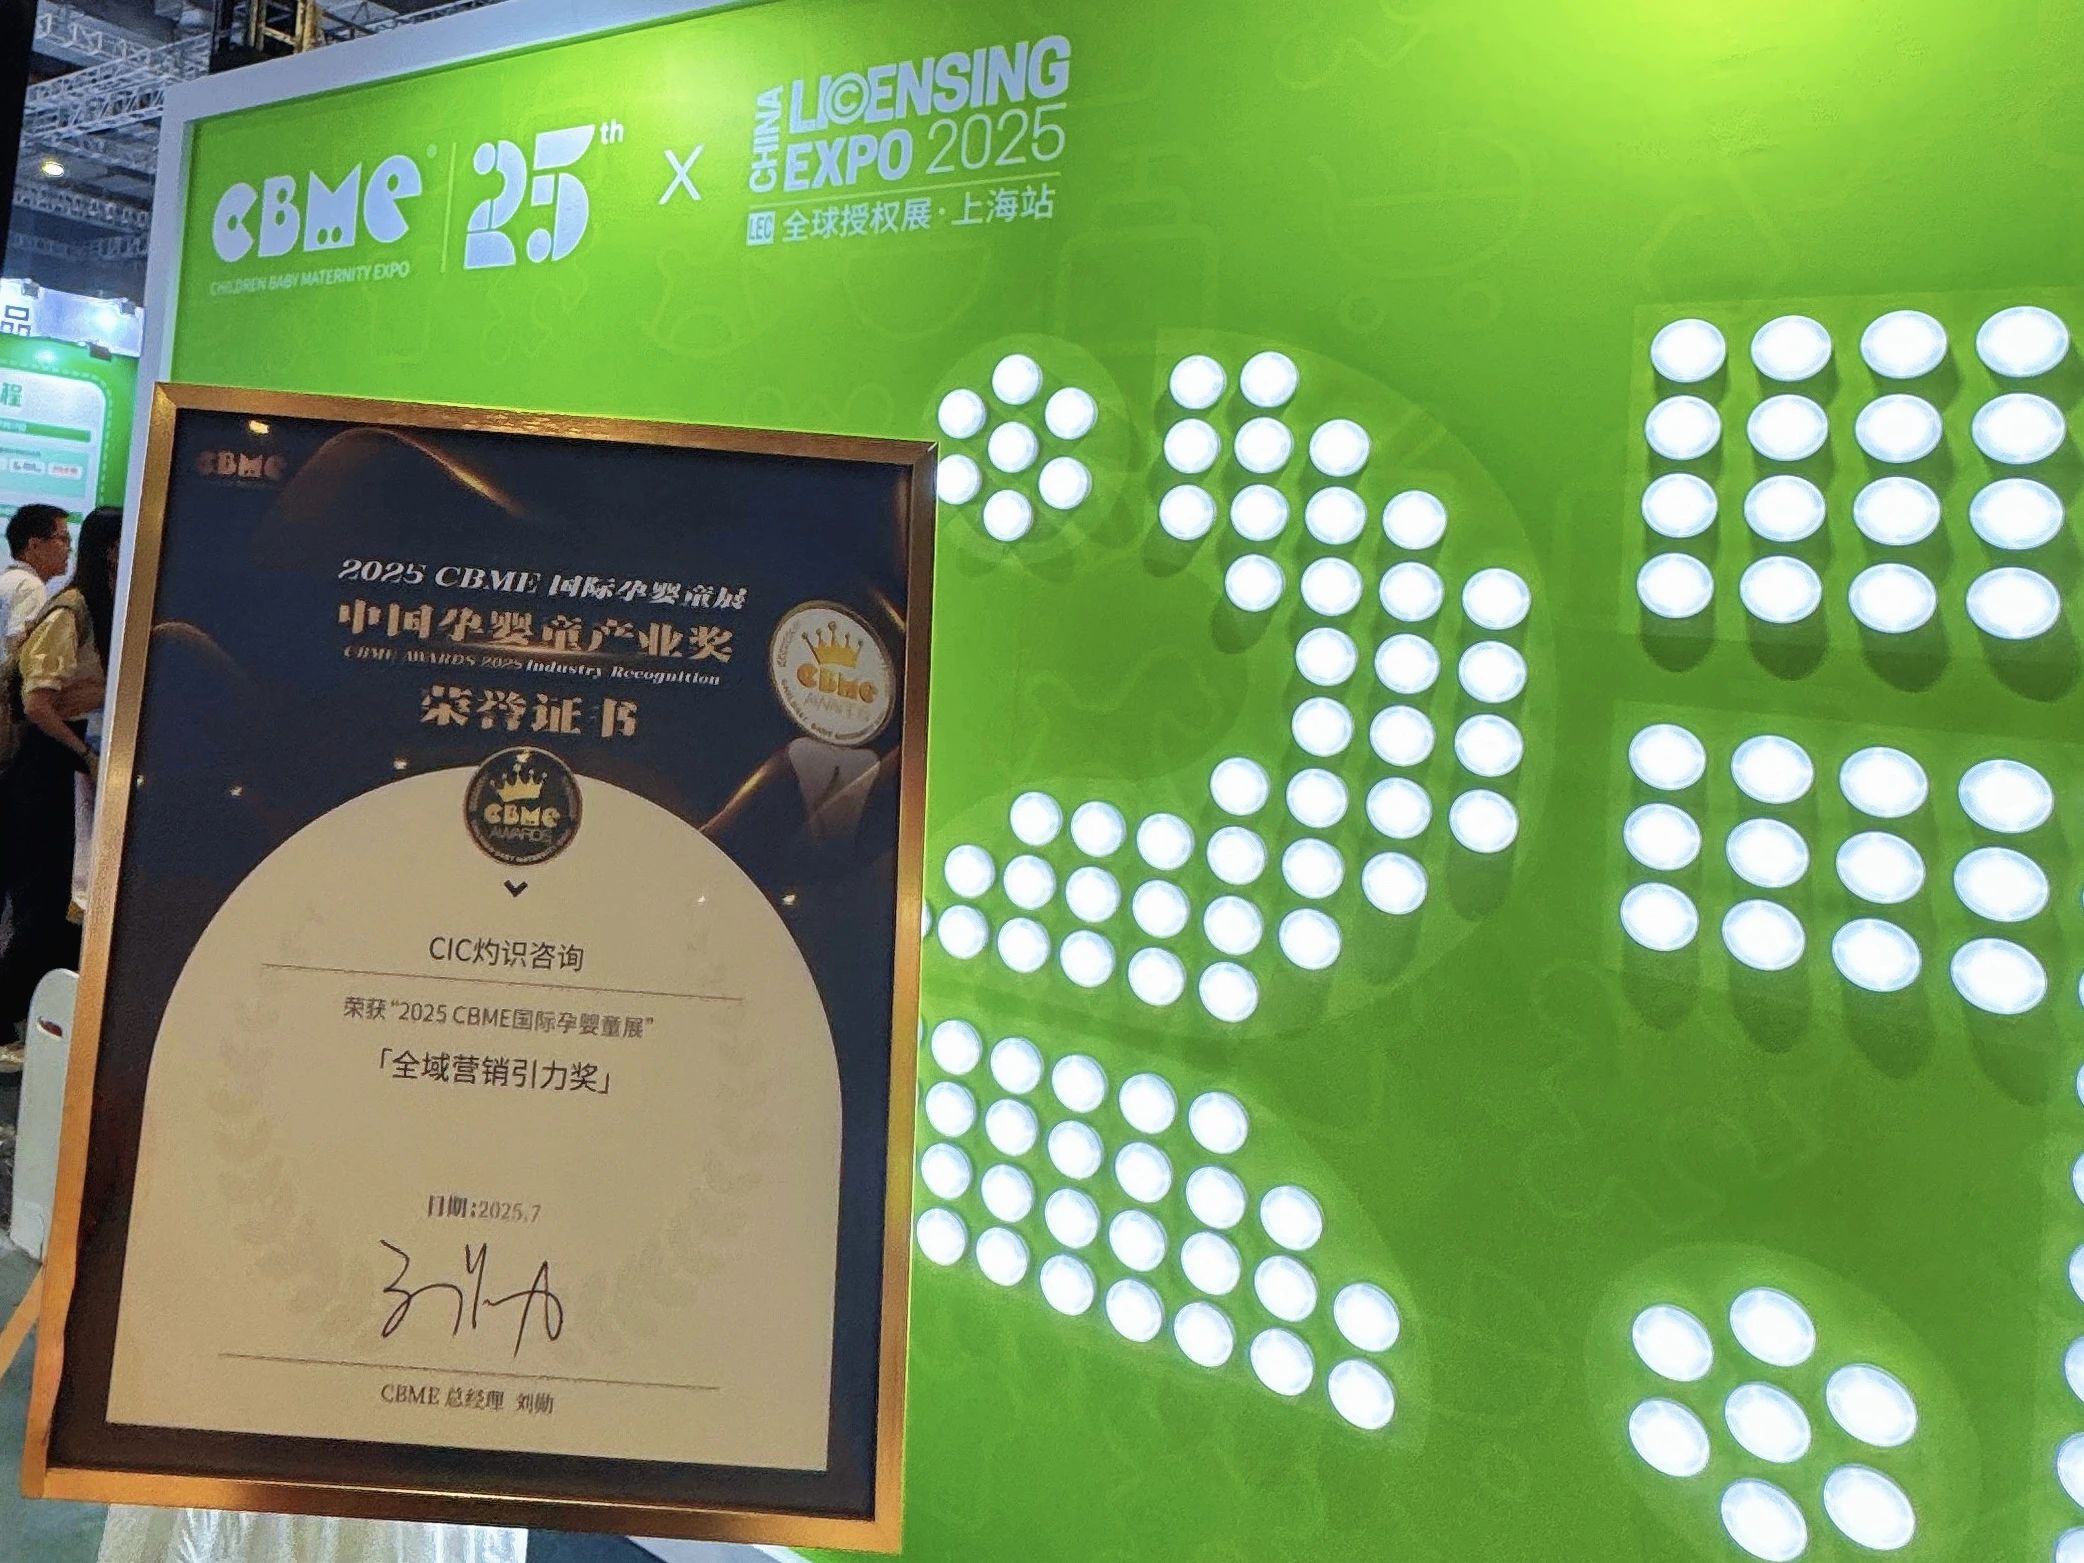 CBME
25th
X
CHINA
LICENSING
EXPO 2025
LEC 全球授权展·上海站
CHILDREN BABY MATERNITY EXPO
品
程
CBME
2025 CBME 国际孕婴童展
中国孕婴童产业奖
CBME AWARDS 2025 Industry Recognition
荣誉证书
CBME
AWARDS
CBME
AWARDS
CIC灼识咨询
荣获“2025 CBME国际孕婴童展”
「全域营销引力奖」
日期:2025.7
CBME 总经理 刘勋